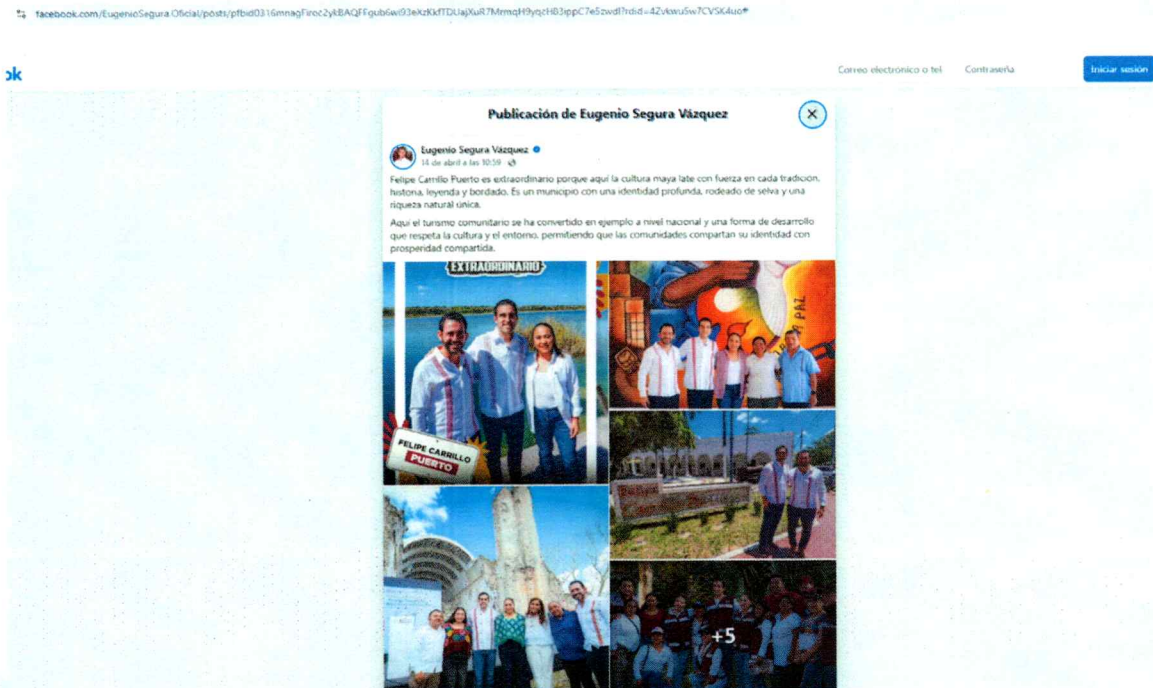 facebook.com/EugenioSegura.Oficial/posts/
ok
Correo electrónico o tel Contraseña Iniciar sesión
Publicación de Eugenio Segura Vázquez
Eugenio Segura Vázquez
14 de abril a las 10:59
Felipe Carrillo Puerto es extraordinario porque aquí la cultura maya late con fuerza en cada tradición,
historia, leyenda y bordado. Es un municipio con una identidad profunda, rodeado de selva y una
riqueza natural única.
Aquí el turismo comunitario se ha convertido en ejemplo a nivel nacional y una forma de desarrollo
que respeta la cultura y el entorno, permitiendo que las comunidades compartan su identidad con
prosperidad compartida.
EXTRAORDINARIO
PAZ
FELIPE CARRILLO
PUERTO
+5